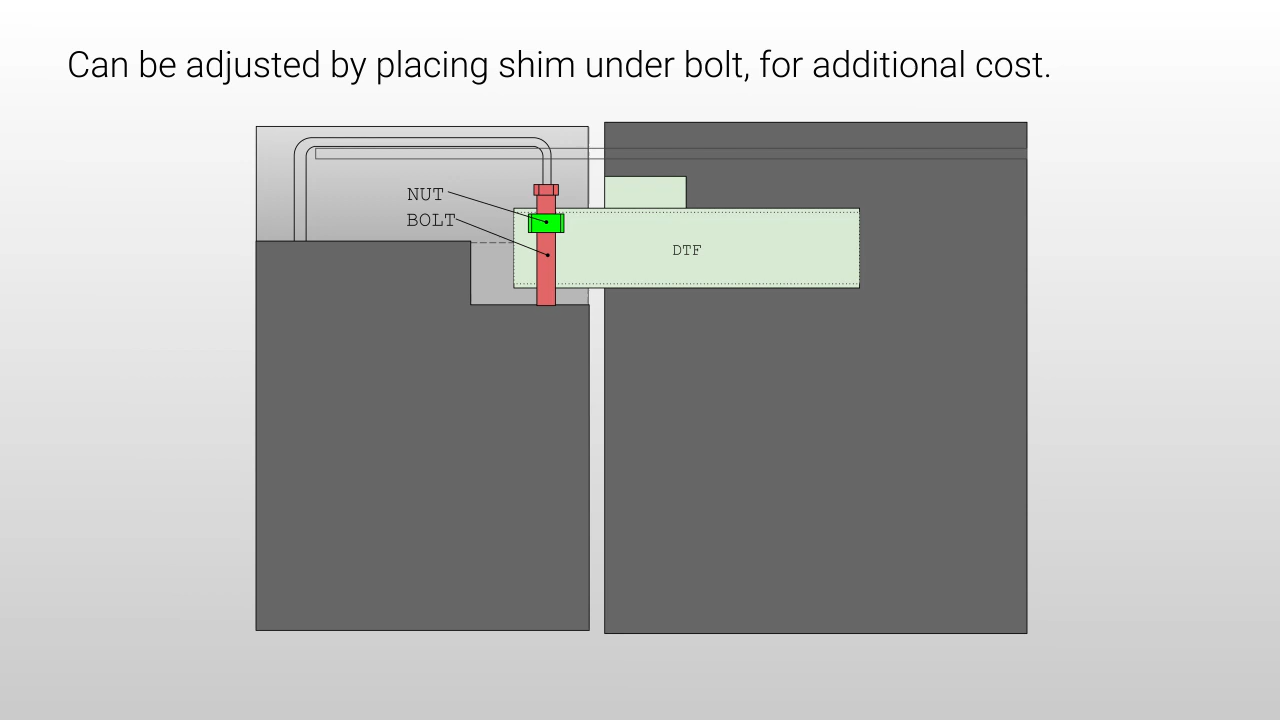 Can be adjusted by placing shim under bolt, for additional cost.
NUT
BOLT
DTF